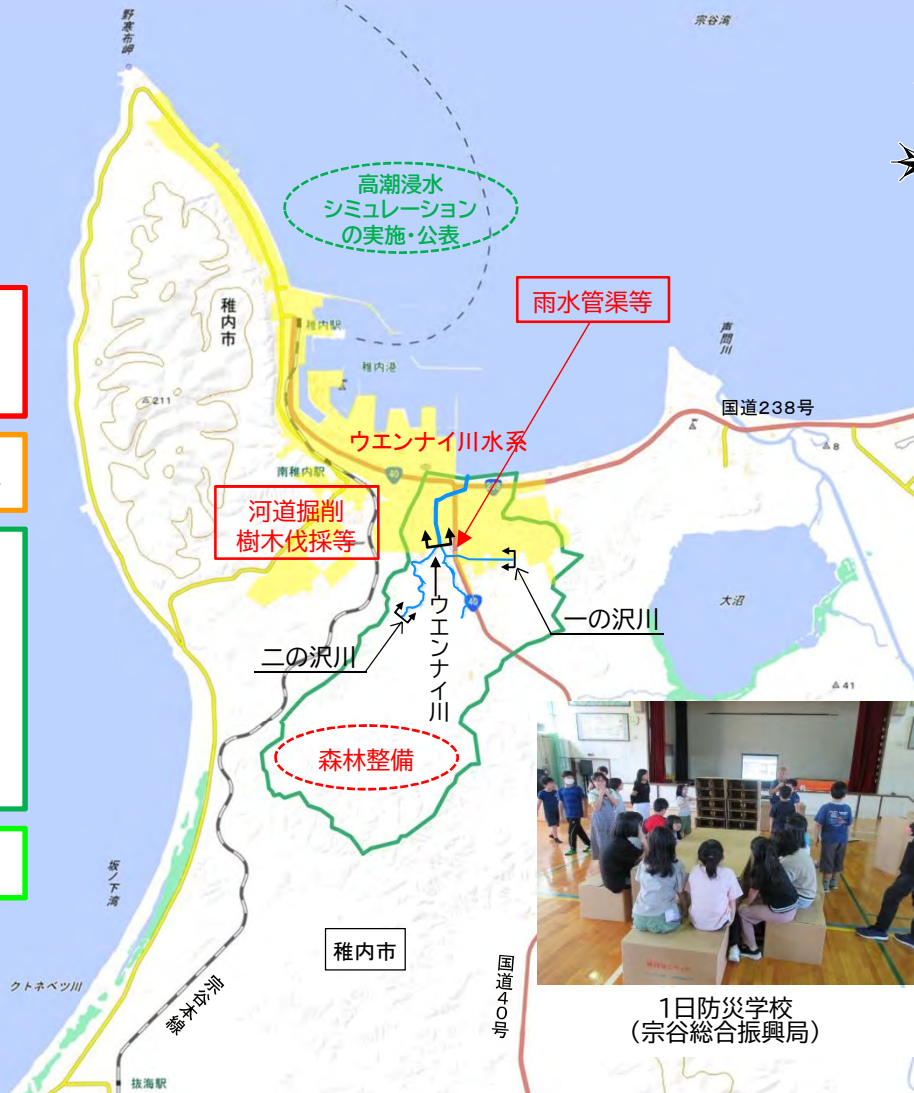 野寒布岬
宗谷湾
高潮浸水
シミュレーション
の実施・公表
雨水管渠等
稚内市
稚内駅
稚内港
声問川
国道238号
211
8
ウエンナイ川水系
40
南稚内駅
河道掘削
樹木伐採等
大沼
40
一の沢川
二の沢川
ウエンナイ川
41
森林整備
坂ノ下湾
稚内市
クトネベツ川
宗谷本線
国道40号
抜海駅
1日防災学校
(宗谷総合振興局)